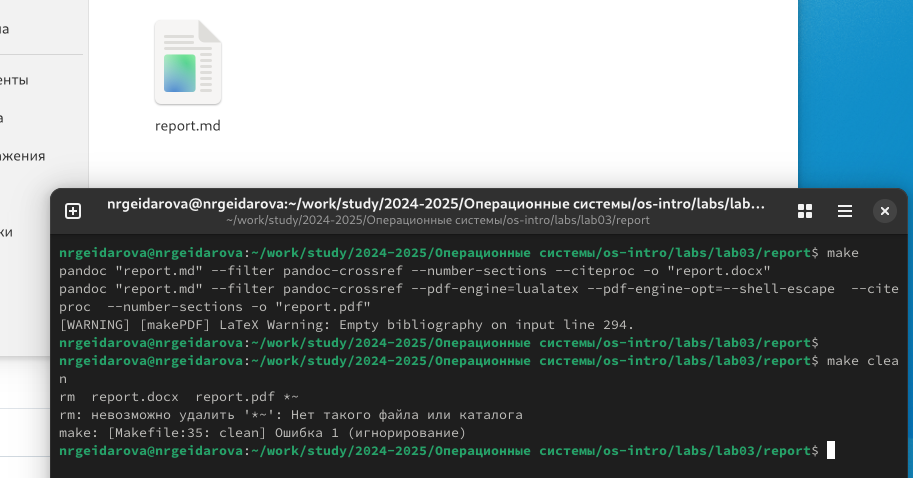 на
енты
а
ажения
ки
report.md
nrgeidarova@nrgeidarova:~/work/study/2024-2025/Операционные системы/os-intro/labs/lab…
~/work/study/2024-2025/Операционные системы/os-intro/labs/lab03/report
nrgeidarova@nrgeidarova:~/work/study/2024-2025/Операционные системы/os-intro/labs/lab03/report$ make
pandoc "report.md" --filter pandoc-crossref --number-sections --citeproc -o "report.docx"
pandoc "report.md" --filter pandoc-crossref --pdf-engine=lualatex --pdf-engine-opt=--shell-escape  --cite
proc  --number-sections -o "report.pdf"
[WARNING] [makePDF] LaTeX Warning: Empty bibliography on input line 294.
nrgeidarova@nrgeidarova:~/work/study/2024-2025/Операционные системы/os-intro/labs/lab03/report$
nrgeidarova@nrgeidarova:~/work/study/2024-2025/Операционные системы/os-intro/labs/lab03/report$ make clea
n
rm  report.docx  report.pdf *~
rm: невозможно удалить '*~': Нет такого файла или каталога
make: [Makefile:35: clean] Ошибка 1 (игнорирование)
nrgeidarova@nrgeidarova:~/work/study/2024-2025/Операционные системы/os-intro/labs/lab03/report$